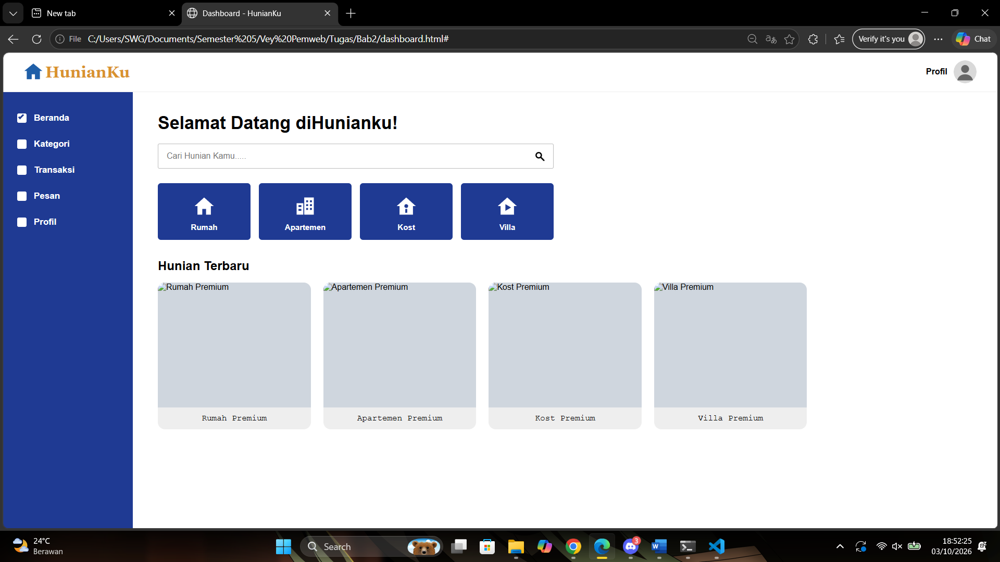 New tab
Dashboard - HunianKu
File C:/Users/SWG/Documents/Semester%205/Vey%20Pemweb/Tugas/Bab2/dashboard.html#
Verify it's you
Chat
HunianKu
Profil
Beranda
Kategori
Transaksi
Pesan
Profil
Selamat Datang diHunianku!
Cari Hunian Kamu.....
Rumah
Apartemen
Kost
Villa
Hunian Terbaru
Rumah Premium
Apartemen Premium
Kost Premium
Villa Premium
Rumah Premium
Apartemen Premium
Kost Premium
Villa Premium
24°C
Berawan
Search
3
18:52:25
03/10/2026